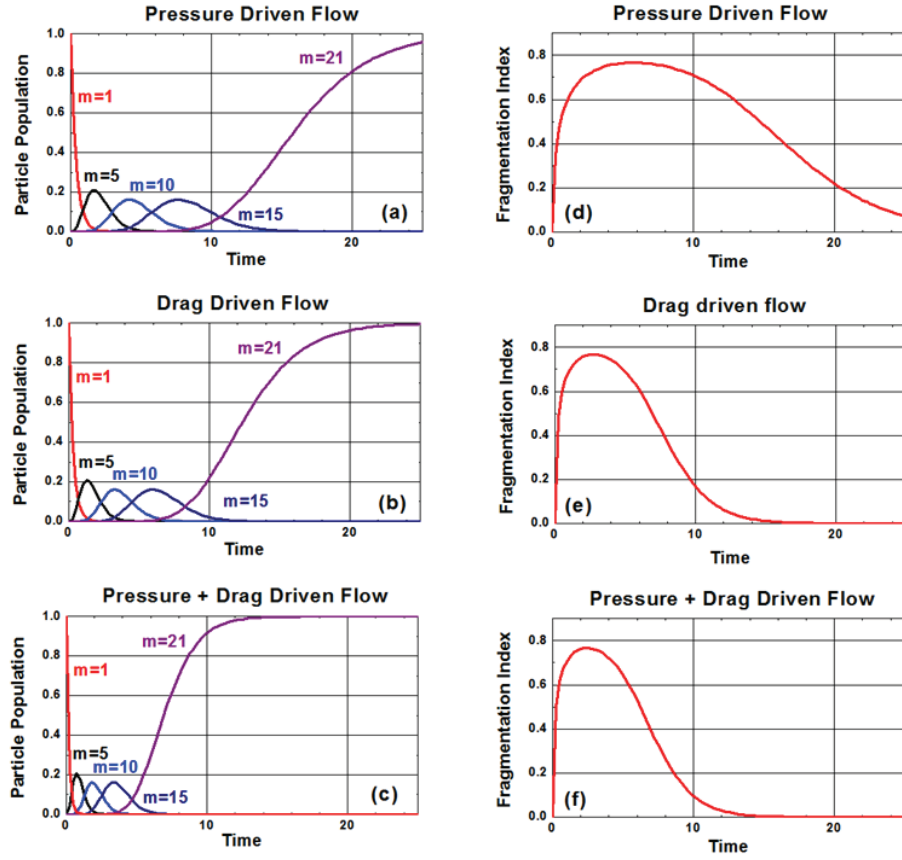 Pressure Driven Flow
Particle Population
1.0
0.8
0.6
0.4
0.2
0.0
m=1
m=5
m=10
m=15
m=21
(a)
0
10
20
Time
Pressure Driven Flow
Fragmentation Index
0.8
0.6
0.4
0.2
0.0
(d)
0
10
20
Time
Drag Driven Flow
Particle Population
1.0
0.8
0.6
0.4
0.2
0.0
m=1
m=5
m=10
m=15
m=21
(b)
0
10
20
Time
Drag driven flow
Fragmentation Index
0.8
0.6
0.4
0.2
0.0
(e)
0
10
20
Time
Pressure + Drag Driven Flow
Particle Population
1.0
0.8
0.6
0.4
0.2
0.0
m=1
m=5
m=10
m=15
m=21
(c)
0
10
20
Time
Pressure + Drag Driven Flow
Fragmentation Index
0.8
0.6
0.4
0.2
0.0
(f)
0
10
20
Time